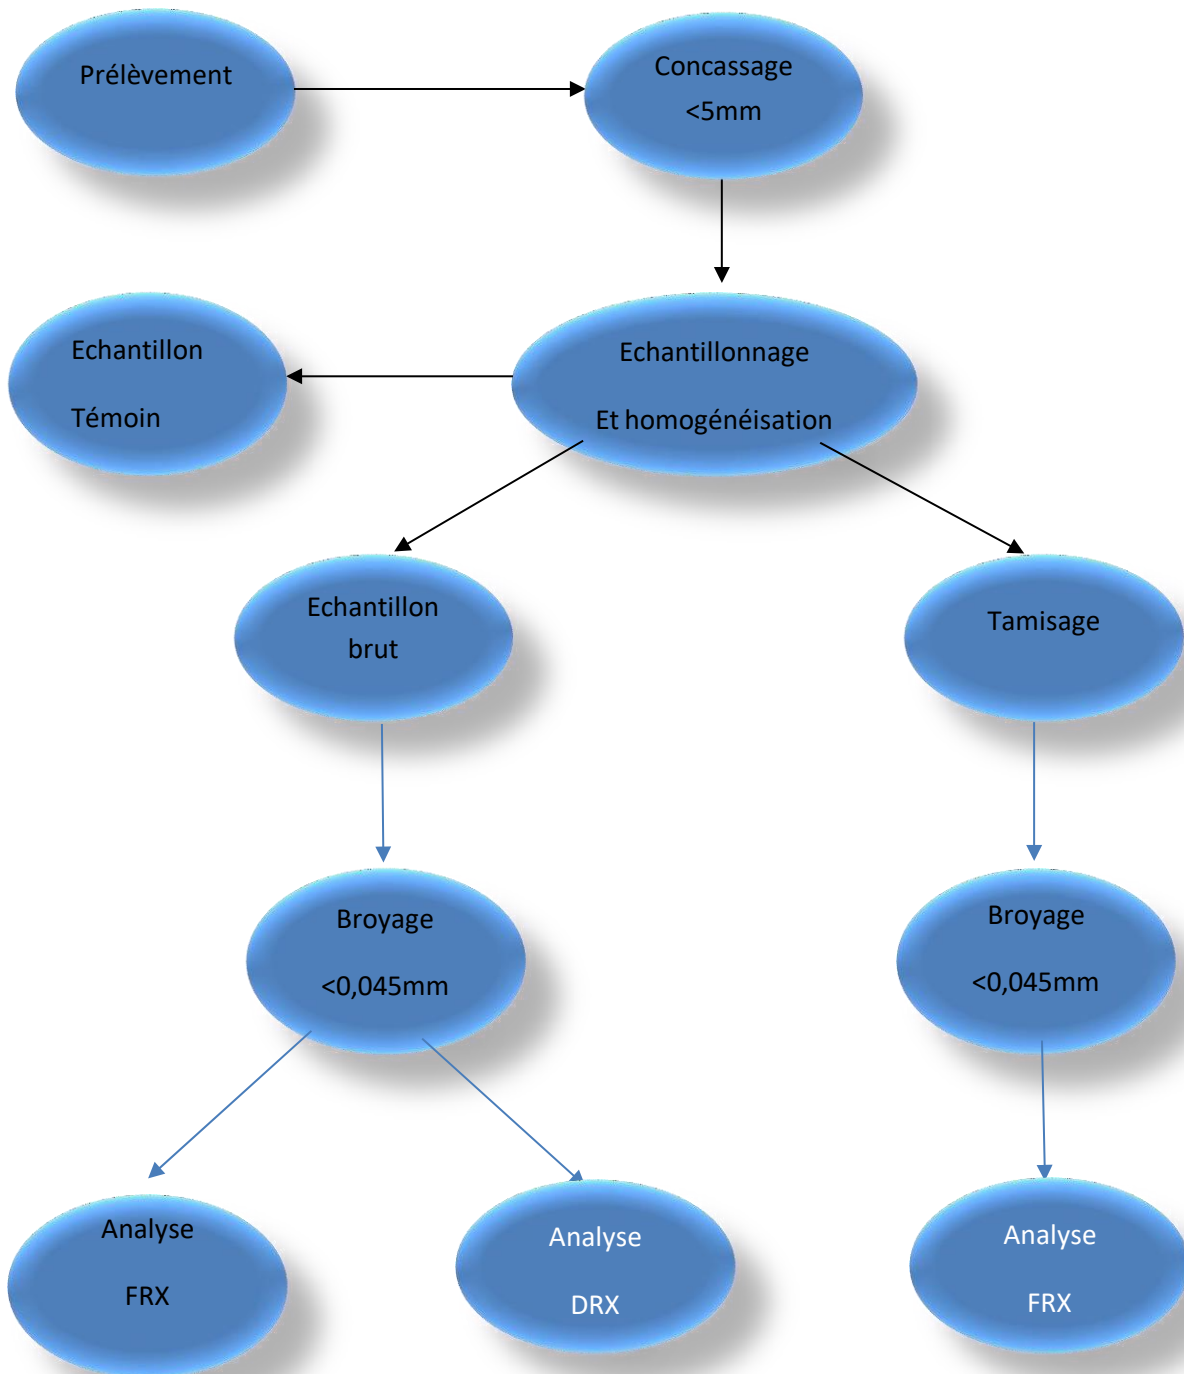 Prélèvement
Concassage
<5mm
Echantillon
Témoin
Echantillonnage
Et homogénéisation
Echantillon
brut
Tamisage
Broyage
<0,045mm
Broyage
<0,045mm
Analyse
FRX
Analyse
DRX
Analyse
FRX